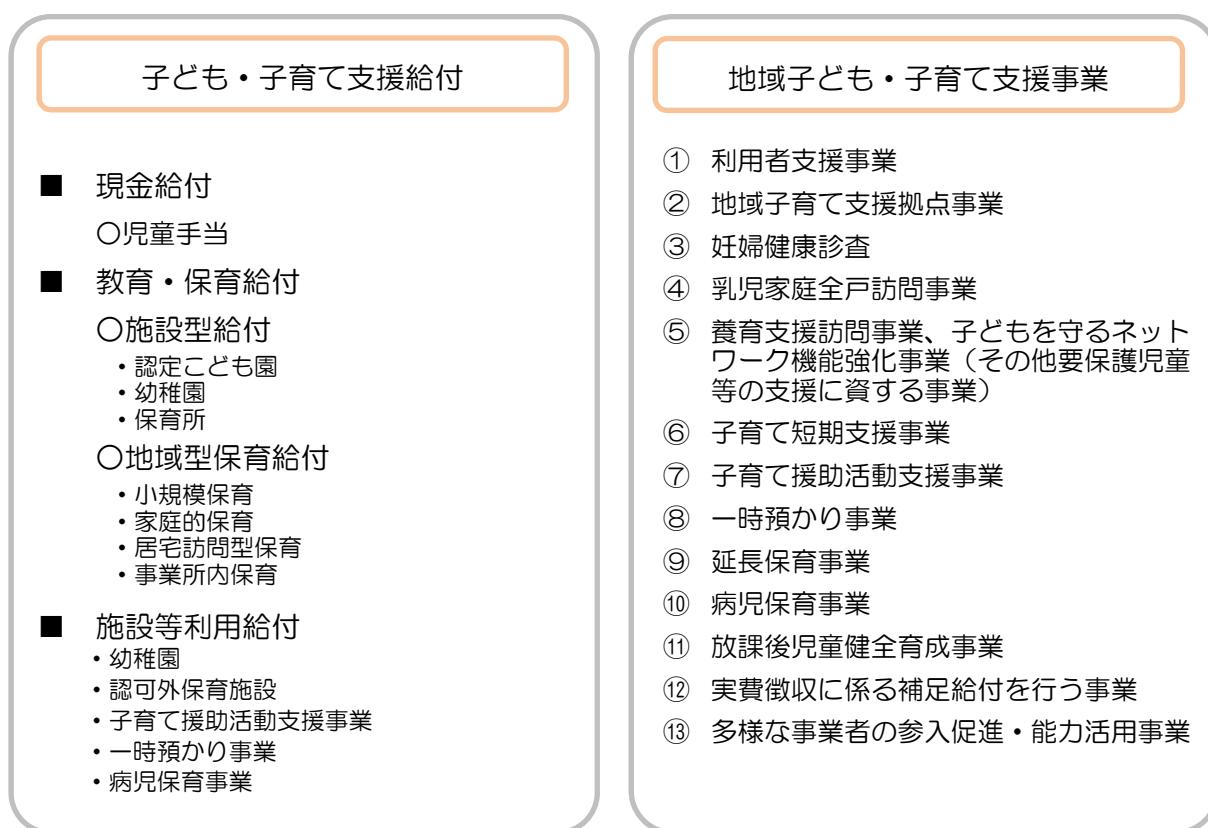 子ども・子育て支援給付
■ 現金給付
〇児童手当
■ 教育・保育給付
〇施設型給付
・認定こども園
・幼稚園
・保育所
〇地域型保育給付
・小規模保育
・家庭的保育
・居宅訪問型保育
・事業所内保育
■ 施設等利用給付
・幼稚園
・認可外保育施設
・子育て援助活動支援事業
・一時預かり事業
・病児保育事業
地域子ども・子育て支援事業
① 利用者支援事業
② 地域子育て支援拠点事業
③ 妊婦健康診査
④ 乳児家庭全戸訪問事業
⑤ 養育支援訪問事業、子どもを守るネット
ワーク機能強化事業（その他要保護児童
等の支援に資する事業）
⑥ 子育て短期支援事業
⑦ 子育て援助活動支援事業
⑧ 一時預かり事業
⑨ 延長保育事業
⑩ 病児保育事業
⑪ 放課後児童健全育成事業
⑫ 実費徴収に係る補足給付を行う事業
⑬ 多様な事業者の参入促進・能力活用事業